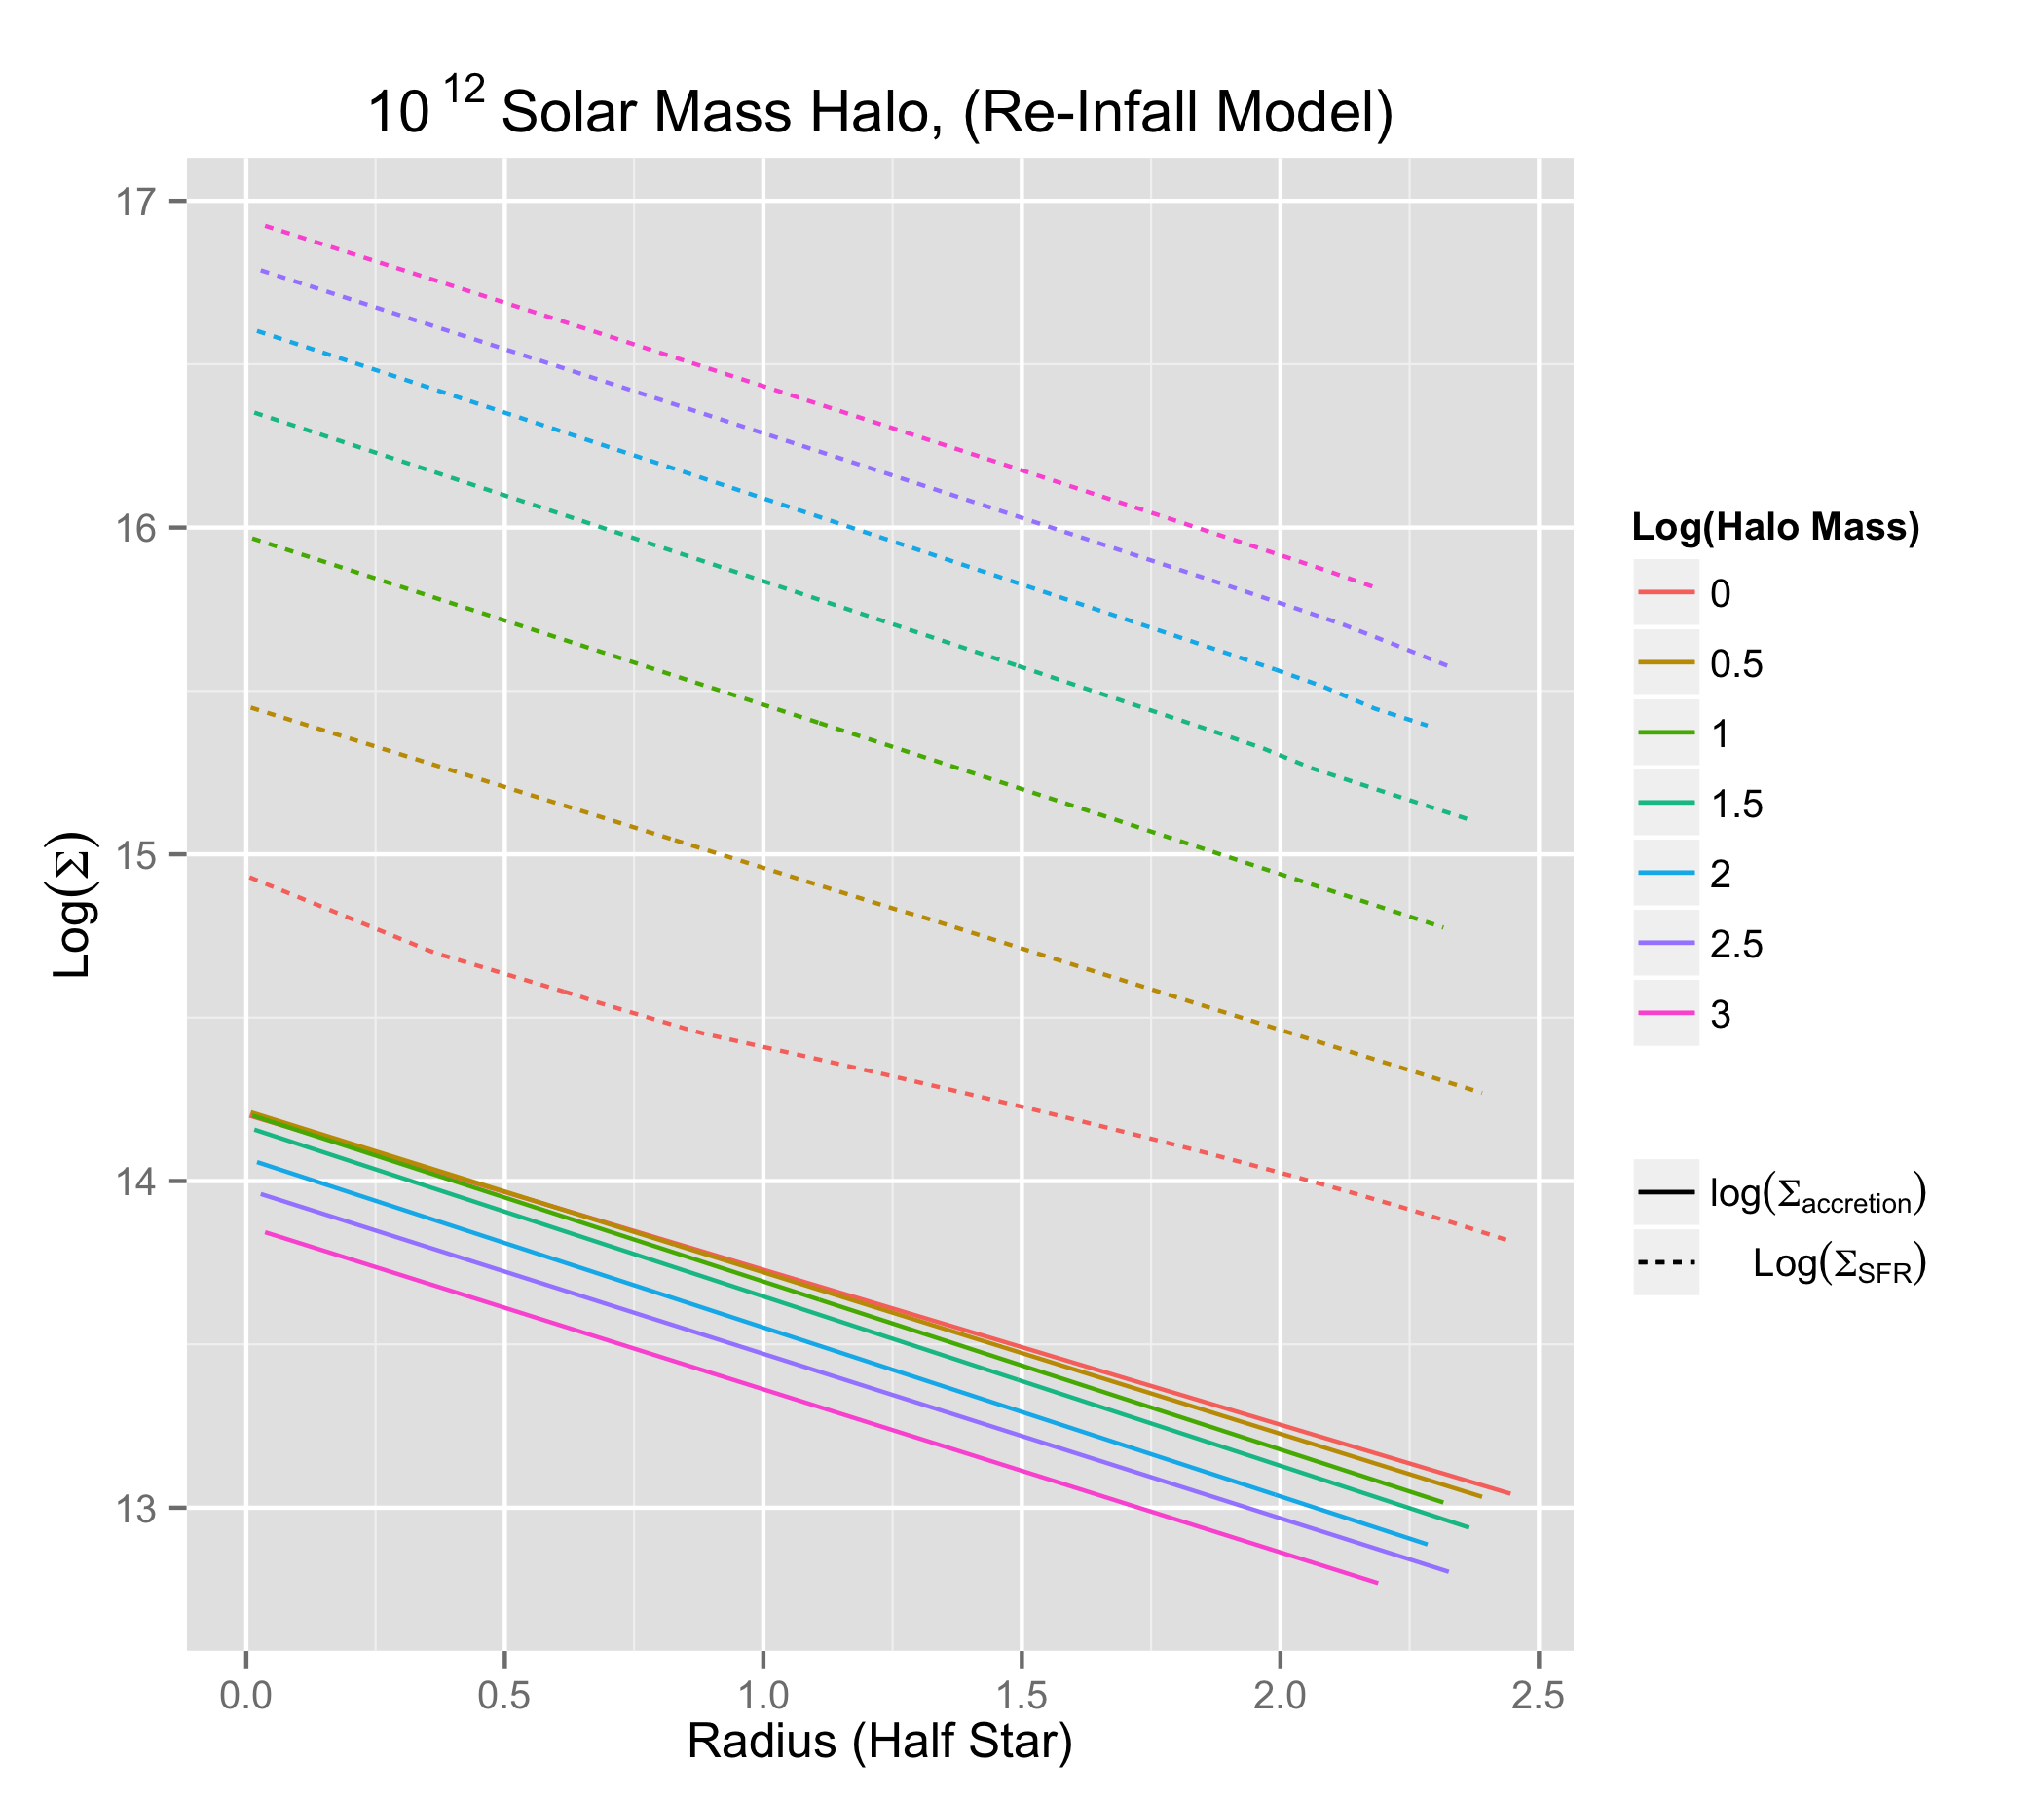 10 12 Solar Mass Halo, (Re-Infall Model)
17
16
15
14
13
Log(Σ)
0.0 0.5 1.0 1.5 2.0 2.5
Radius (Half Star)
Log(Halo Mass)
0
0.5
1
1.5
2
2.5
3
log(Σaccretion)
Log(ΣSFR)